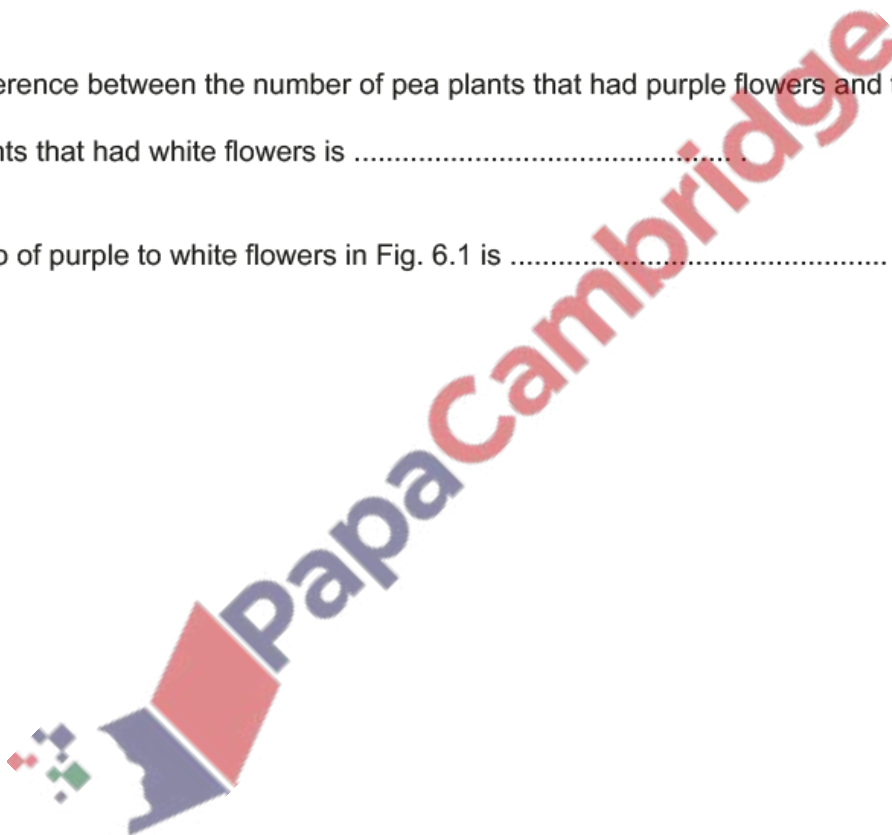 erence between the number of pea plants that had purple flowers and
nts that had white flowers is ................................................ .
o of purple to white flowers in Fig. 6.1 is ................................................
PapaCambridge